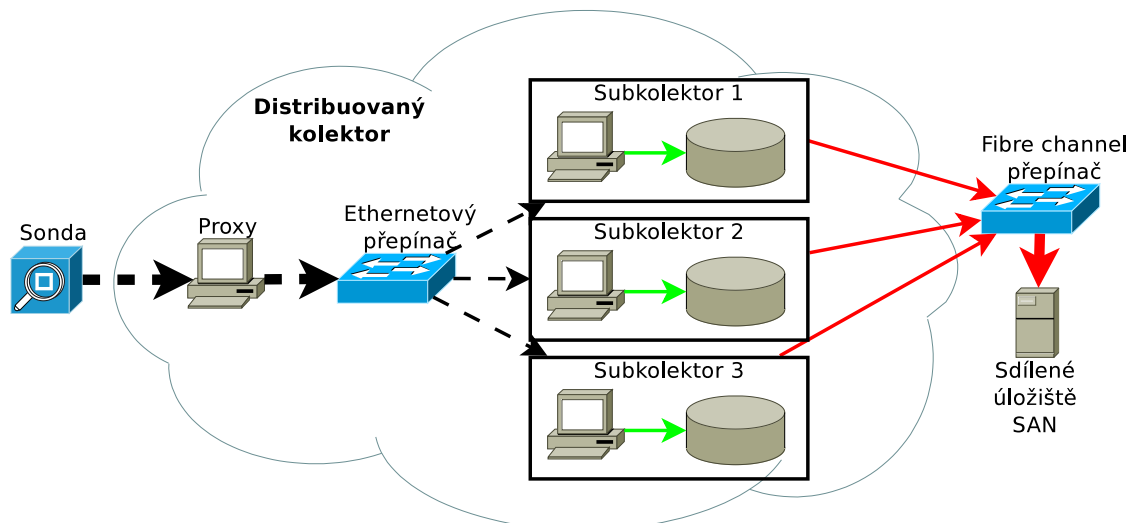 Distribuovaný
kolektor
Sonda
Proxy
Ethernetový
přepínač
Subkolektor 1
Subkolektor 2
Subkolektor 3
Fibre channel
přepínač
Sdílené
úložiště
SAN